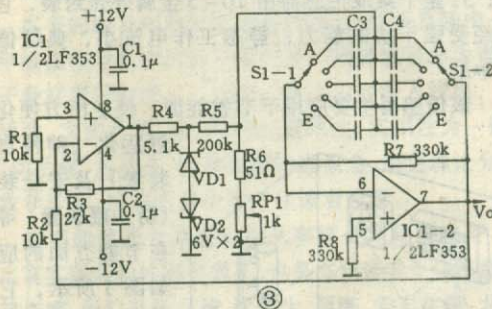 +12V
IC1
1/2LF353
C1
0.1μ
8
3
+
1
2
−
4
R1
10k
R2
10k
R3
27k
C2
0.1μ
−12V
R4
5.1k
R5
200k
VD1
VD2
6V×2
R6
51Ω
RP1
1k
C3
C4
A
A
S1-1
S1-2
E
E
R7 330k
6
−
7
Vo
5
+
IC1-2
1/2LF353
R8
330k
③